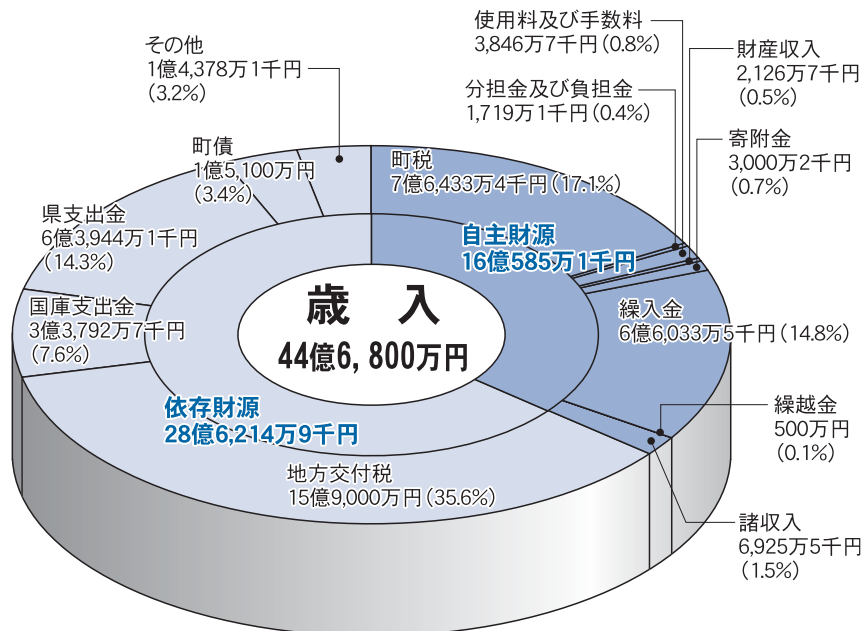 使用料及び手数料
3,846万7千円(0.8%)
財産収入
2,126万7千円
(0.5%)
分担金及び負担金
1,719万1千円(0.4%)
寄附金
3,000万2千円
(0.7%)
その他
1億4,378万1千円
(3.2%)
町債
1億5,100万円
(3.4%)
町税
7億6,433万4千円(17.1%)
県支出金
6億3,944万1千円
(14.3%)
自主財源
16億585万1千円
国庫支出金
3億3,792万7千円
(7.6%)
歳 入
44億6,800万円
繰入金
6億6,033万5千円(14.8%)
依存財源
28億6,214万9千円
繰越金
500万円
(0.1%)
地方交付税
15億9,000万円(35.6%)
諸収入
6,925万5千円
(1.5%)